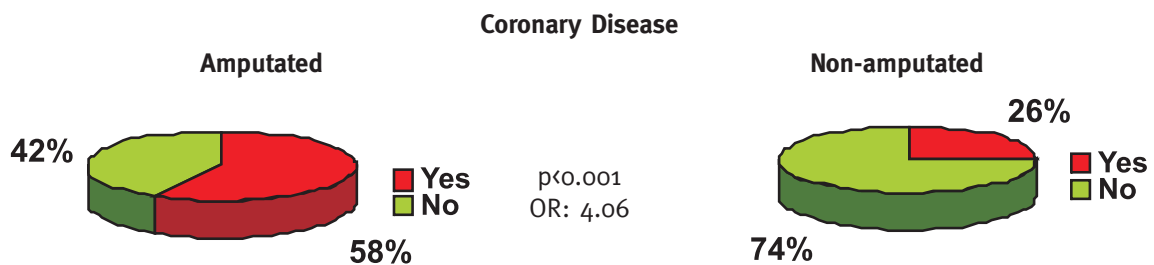 Coronary Disease
Amputated
42%
58%
Yes
No
p<0.001
OR: 4.06
Non-amputated
26%
74%
Yes
No